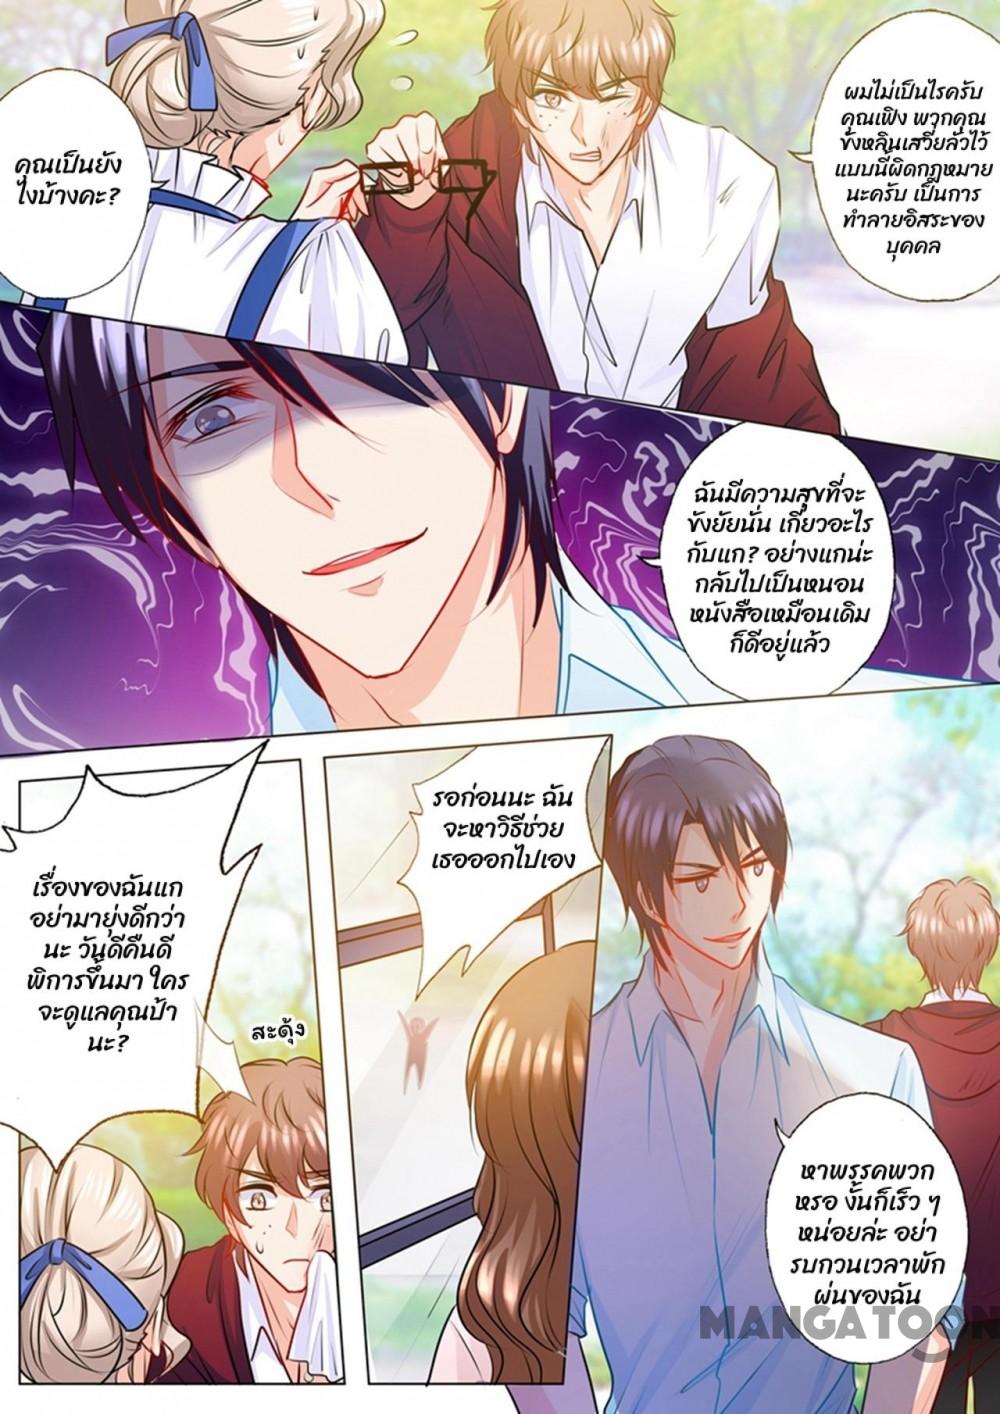 คุณเป็นยัง
ไงบ้างคะ?
ผมไม่เป็นไรครับ
คุณเฟิง พวกคุณ
ขังหลินเสวี่ยลั่วไว้
แบบนี้ผิดกฎหมาย
นะครับ เป็นการ
ทำลายอิสระของ
บุคคล
ฉันมีความสุขที่จะ
ขังยัยนั่น เกี่ยวอะไร
กับแก? อย่างแกน่ะ
กลับไปเป็นหนอน
หนังสือเหมือนเดิม
ก็ดีอยู่แล้ว
เรื่องของฉันแก
อย่ามายุ่งดีกว่า
นะ วันดีคืนดี
พิการขึ้นมา ใคร
จะดูแลคุณป้า
นะ?
สะดุ้ง
รอก่อนนะ ฉัน
จะหาวิธีช่วย
เธอออกไปเอง
หาพรรคพวก
หรอ งั้นก็เร็ว ๆ
หน่อยล่ะ อย่า
รบกวนเวลาพัก
ผ่อนของฉัน
MANGATOON